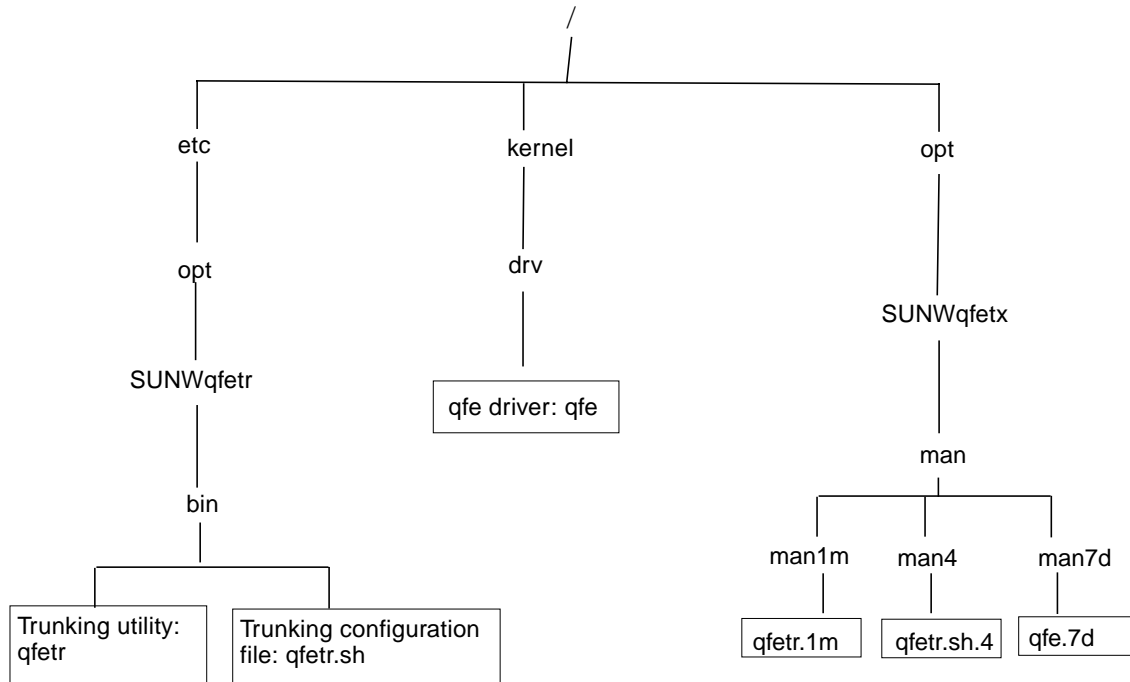 /
etc
kernel
opt
opt
drv
SUNWqfetx
SUNWqfetr
qfe driver: qfe
man
bin
man1m
man4
man7d
Trunking utility:
qfetr
Trunking configuration
file: qfetr.sh
qfetr.1m
qfetr.sh.4
qfe.7d